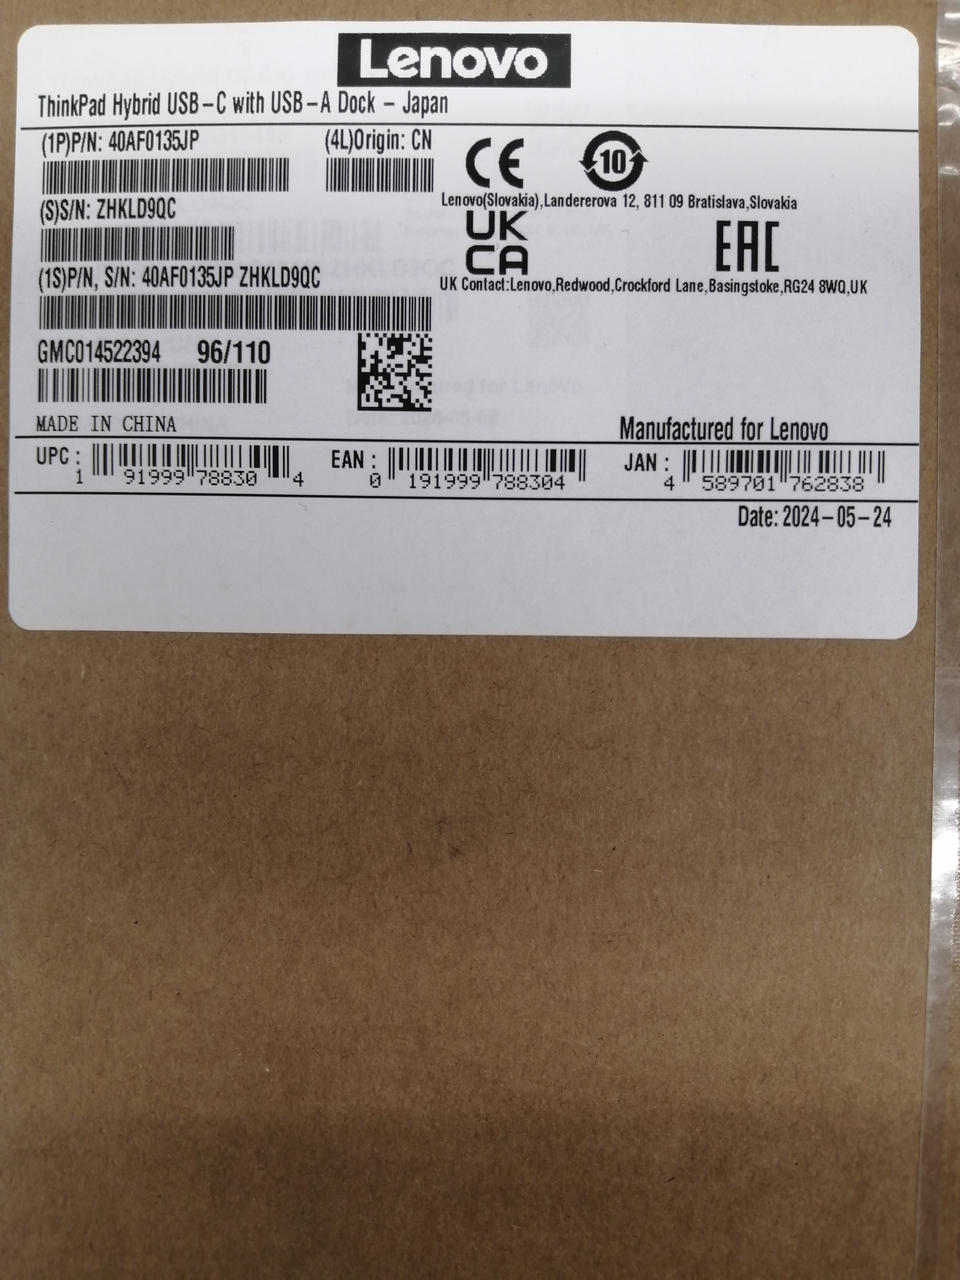 Lenovo
ThinkPad Hybrid USB-C with USB-A Dock - Japan
(1P)P/N: 40AF0135JP
(4L)Origin: CN
(S)S/N: ZHKLD9QC
(1S)P/N, S/N: 40AF0135JP ZHKLD9QC
GMC014522394 96/110
MADE IN CHINA
CE
10
Lenovo(Slovakia),Landererova 12, 811 09 Bratislava,Slovakia
UK
CA
EAC
UK Contact:Lenovo,Redwood,Crockford Lane,Basingstoke,RG24 8WQ,UK
Manufactured for Lenovo
UPC: 1 91999 78830 4
EAN: 0 191999 788304
JAN: 4 589701 762838
Date: 2024-05-24